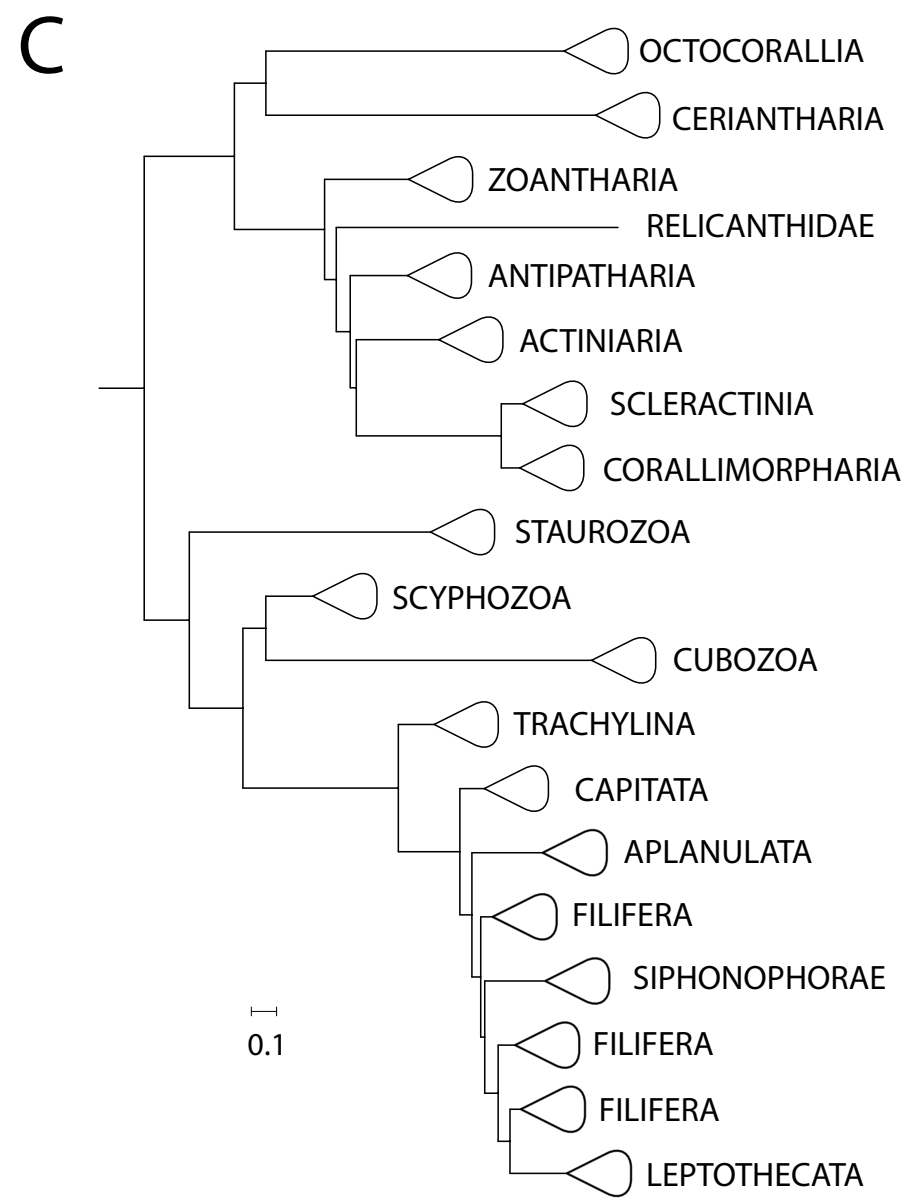 C
OCTOCORALLIA
CERIANTHARIA
ZOANTHARIA
RELICANTHIDAE
ANTIPATHARIA
ACTINIARIA
SCLERACTINIA
CORALLIMORPHARIA
STAUROZOA
SCYPHOZOA
CUBOZOA
TRACHYLINA
CAPITATA
APLANULATA
FILIFERA
SIPHONOPHORAE
0.1
FILIFERA
FILIFERA
LEPTOTHECATA